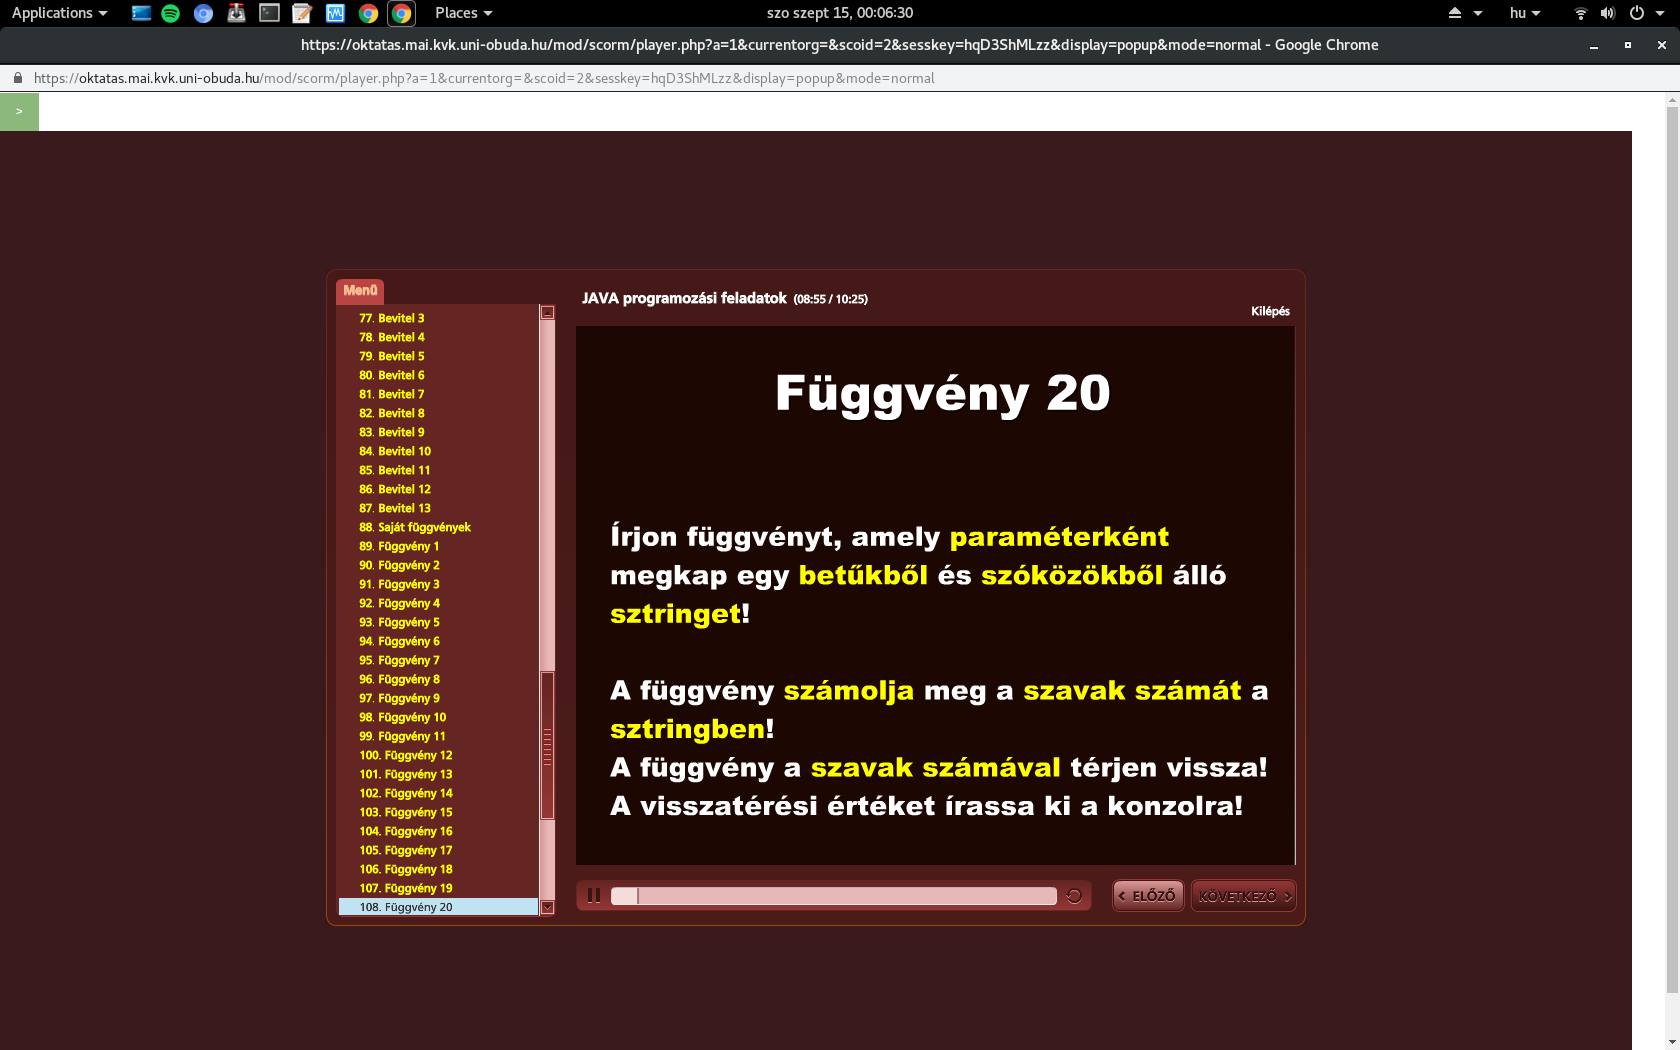 Applications
Places
szo szept 15, 00:06:30
hu
https://oktatas.mai.kvk.uni-obuda.hu/mod/scorm/player.php?a=1&currentorg=&scoid=2&sesskey=hqD3ShMLzz&display=popup&mode=normal - Google Chrome
https://oktatas.mai.kvk.uni-obuda.hu/mod/scorm/player.php?a=1&currentorg=&scoid=2&sesskey=hqD3ShMLzz&display=popup&mode=normal
>
Menü
77. Bevitel 3
78. Bevitel 4
79. Bevitel 5
80. Bevitel 6
81. Bevitel 7
82. Bevitel 8
83. Bevitel 9
84. Bevitel 10
85. Bevitel 11
86. Bevitel 12
87. Bevitel 13
88. Saját függvények
89. Függvény 1
90. Függvény 2
91. Függvény 3
92. Függvény 4
93. Függvény 5
94. Függvény 6
95. Függvény 7
96. Függvény 8
97. Függvény 9
98. Függvény 10
99. Függvény 11
100. Függvény 12
101. Függvény 13
102. Függvény 14
103. Függvény 15
104. Függvény 16
105. Függvény 17
106. Függvény 18
107. Függvény 19
108. Függvény 20
JAVA programozási feladatok (08:55 / 10:25)
Kilépés
Függvény 20
Írjon függvényt, amely paraméterként
megkap egy betűkből és szóközökből álló
sztringet!
A függvény számolja meg a szavak számát a
sztringben!
A függvény a szavak számával térjen vissza!
A visszatérési értéket írassa ki a konzolra!
< ELŐZŐ
KÖVETKEZŐ >